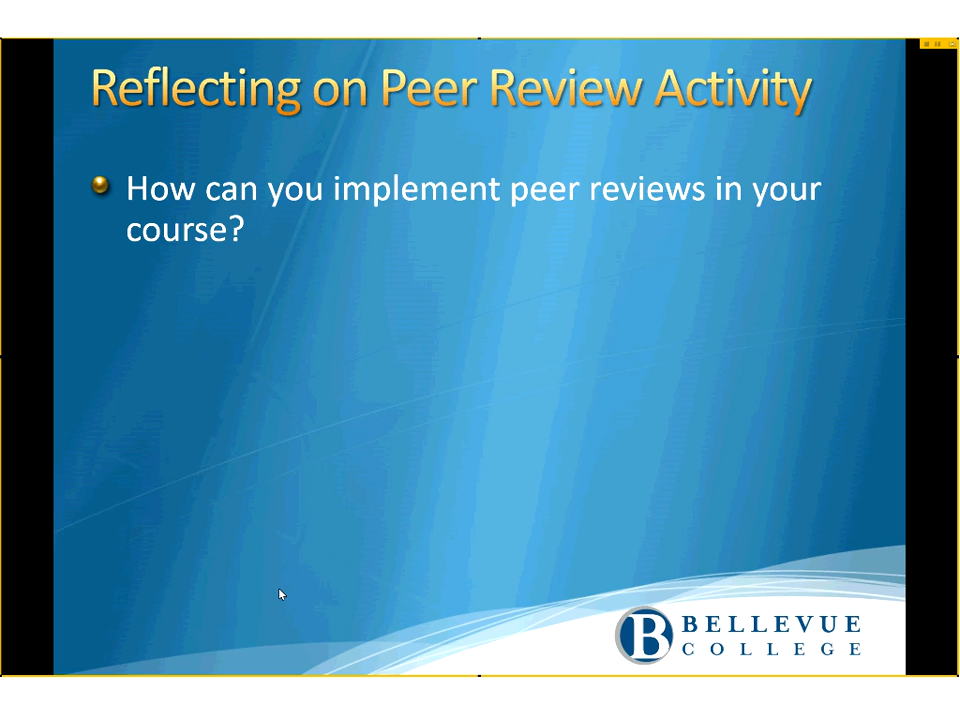 Reflecting on Peer Review Activity
How can you implement peer reviews in your
course?
B BELLEVUE
COLLEGE